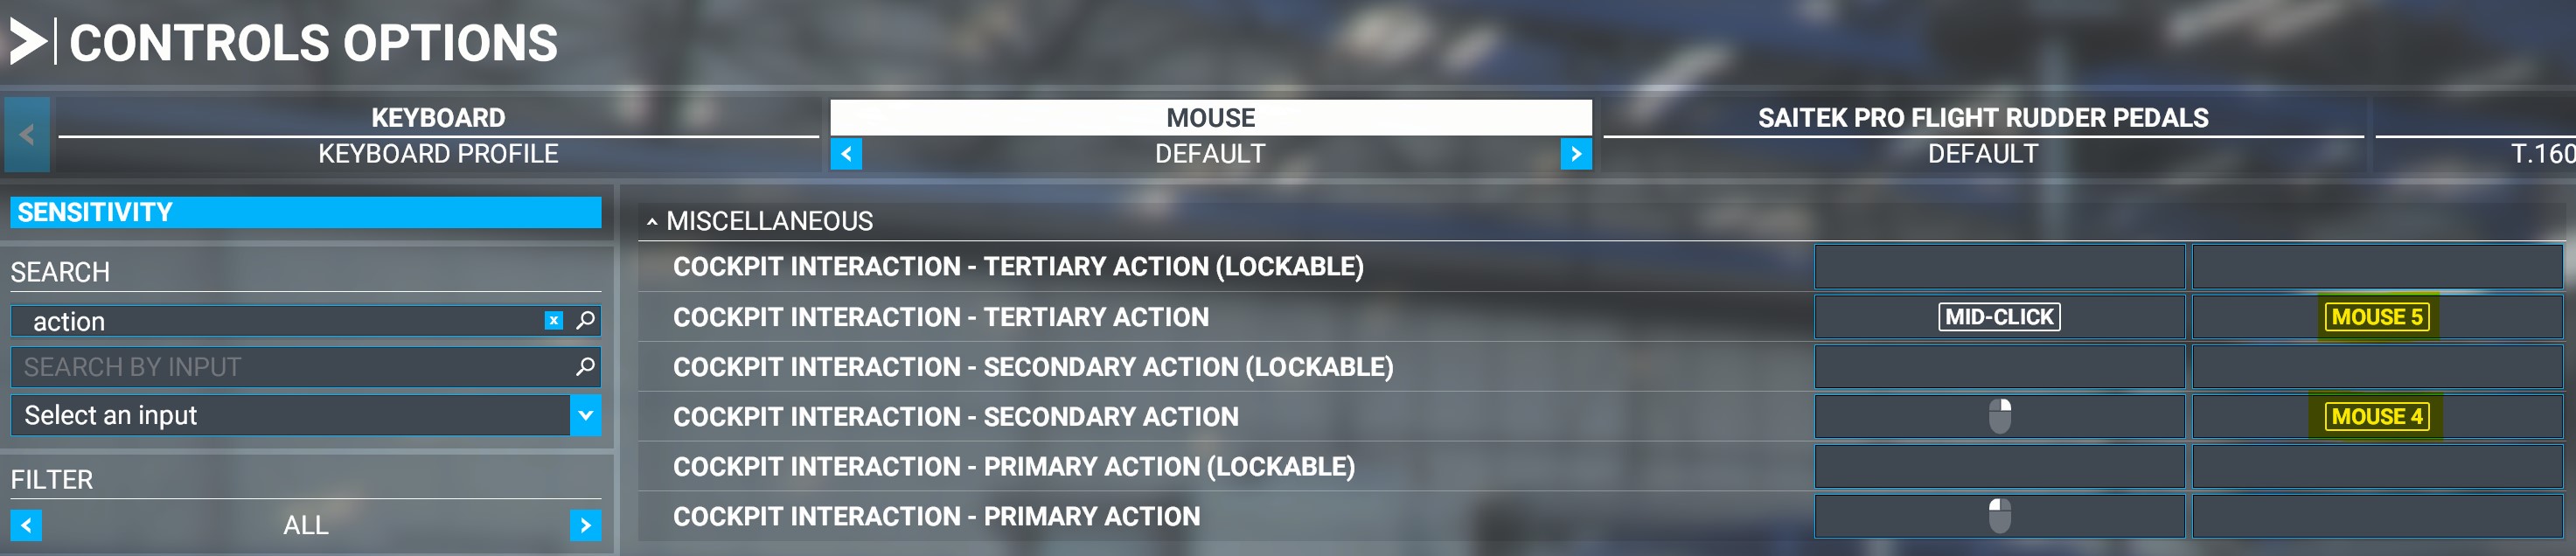 CONTROLS OPTIONS
KEYBOARD
KEYBOARD PROFILE
MOUSE
DEFAULT
SAITEK PRO FLIGHT RUDDER PEDALS
DEFAULT
T.160
SENSITIVITY
SEARCH
action
SEARCH BY INPUT
Select an input
FILTER
ALL
MISCELLANEOUS
COCKPIT INTERACTION - TERTIARY ACTION (LOCKABLE)
COCKPIT INTERACTION - TERTIARY ACTION MID-CLICK MOUSE 5
COCKPIT INTERACTION - SECONDARY ACTION (LOCKABLE)
COCKPIT INTERACTION - SECONDARY ACTION MOUSE 4
COCKPIT INTERACTION - PRIMARY ACTION (LOCKABLE)
COCKPIT INTERACTION - PRIMARY ACTION